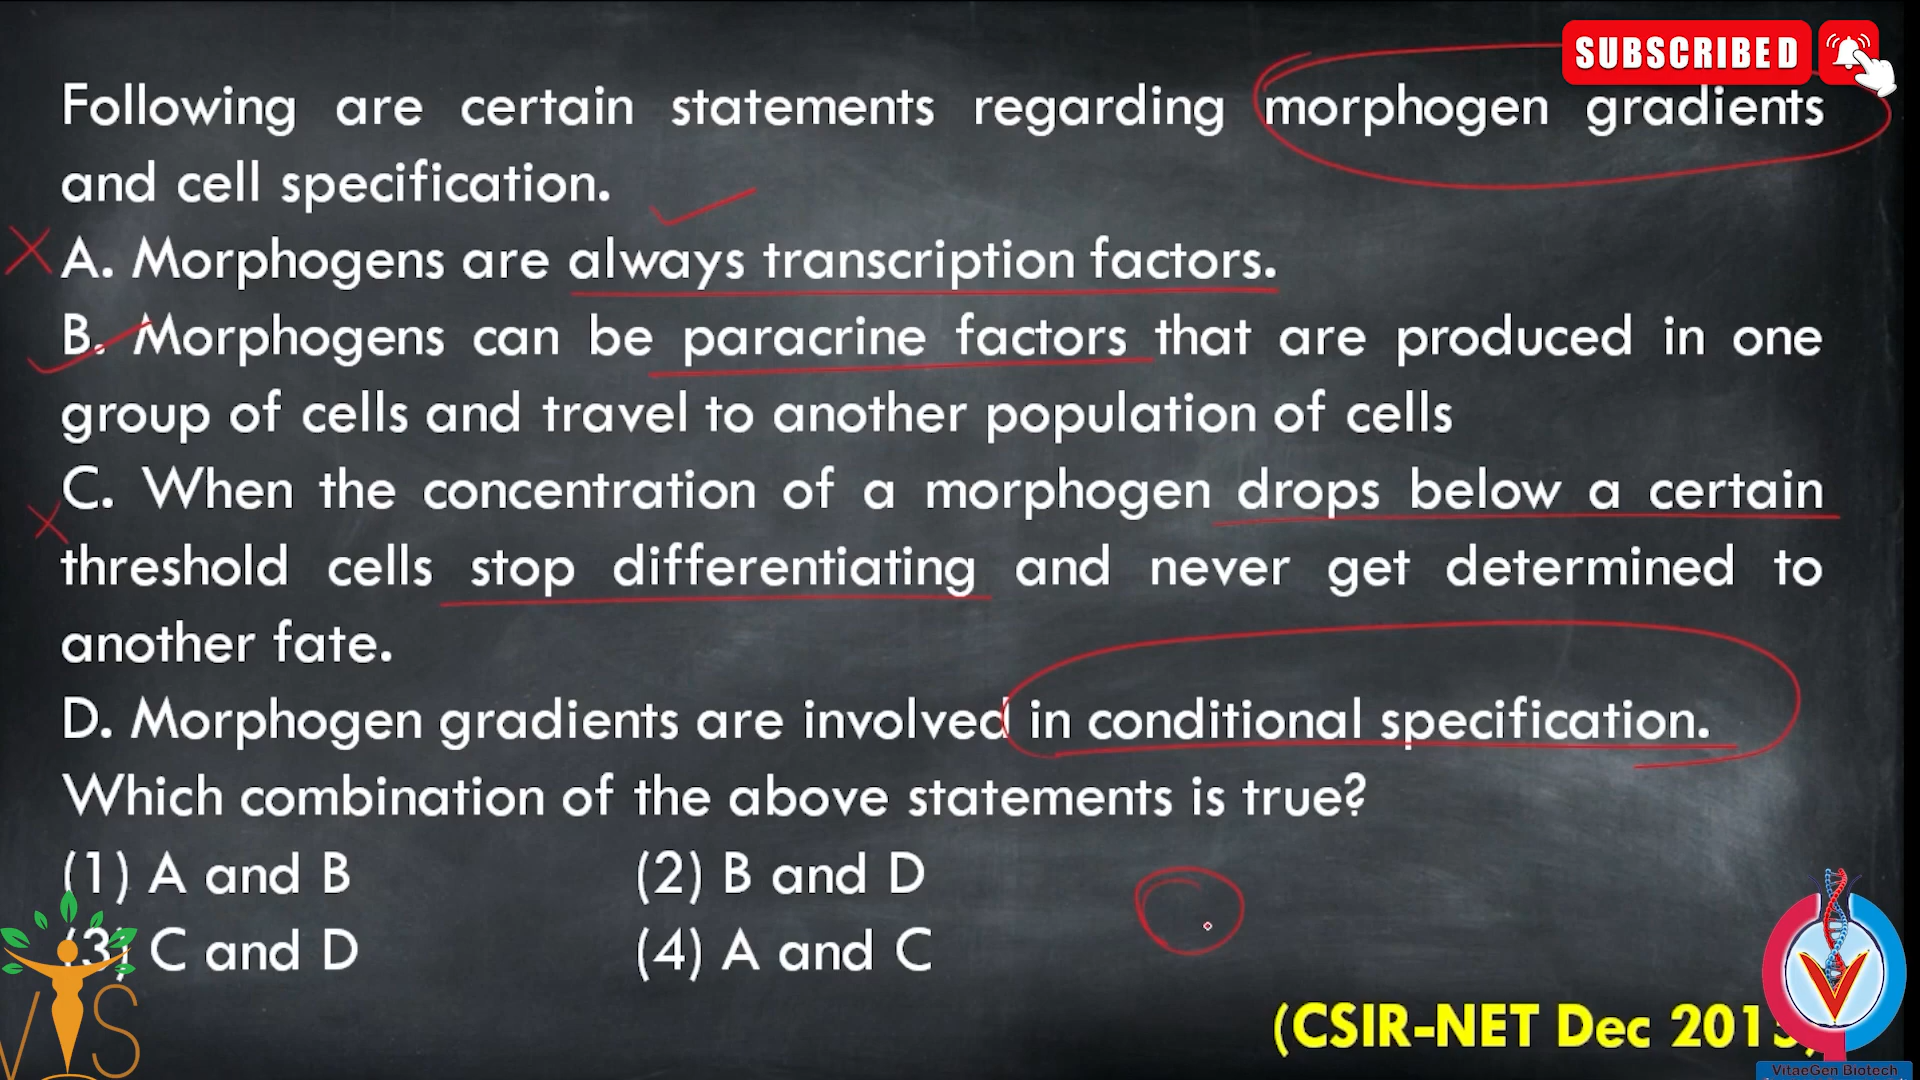 SUBSCRIBED
Following are certain statements regarding morphogen gradients
and cell specification.
A. Morphogens are always transcription factors.
B. Morphogens can be paracrine factors that are produced in one
group of cells and travel to another population of cells
C. When the concentration of a morphogen drops below a certain
threshold cells stop differentiating and never get determined to
another fate.
D. Morphogen gradients are involved in conditional specification.
Which combination of the above statements is true?
(1) A and B (2) B and D
(3) C and D (4) A and C
V S
(CSIR-NET Dec
VitaeGen Biotech